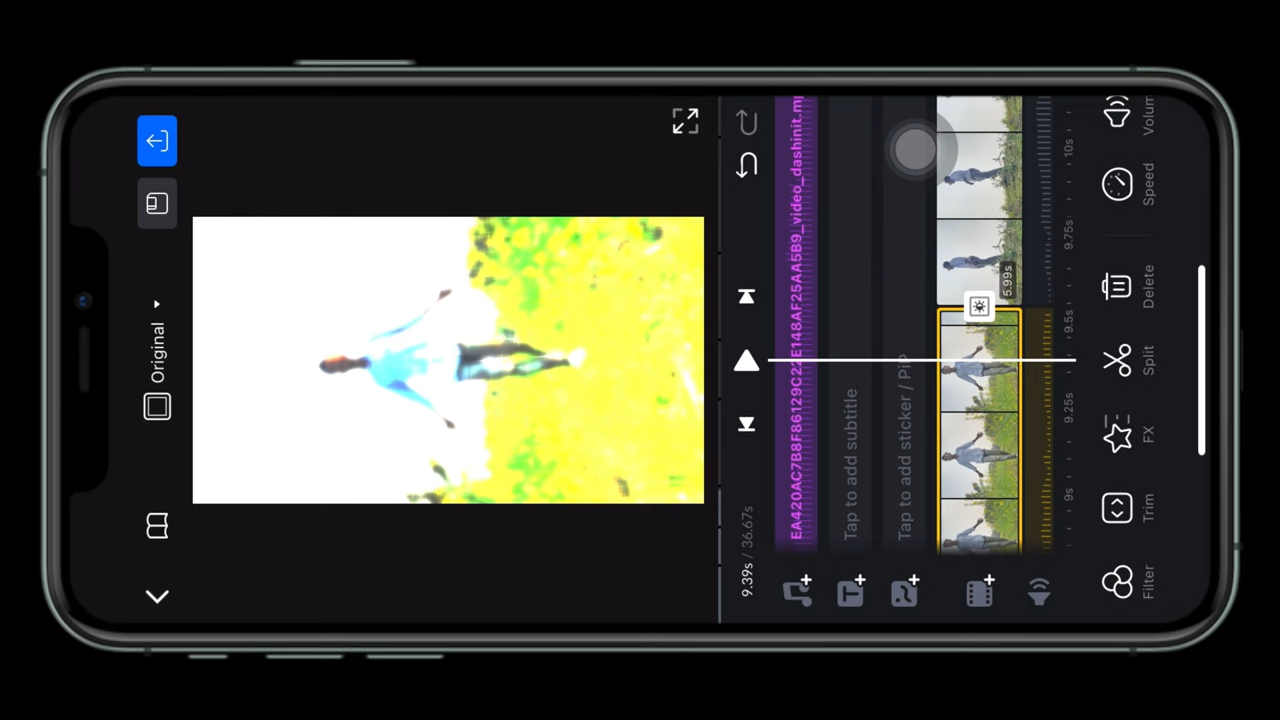 Original
9.39s / 36.67s
EA420AC7B8F86129C22E148AF25AA5B9_video_dashinit.m
Tap to add subtitle
Tap to add sticker / PiP
5.99s
9s
9.25s
9.5s
9.75s
10s
Filter
Trim
FX
Split
Delete
Speed
Volum